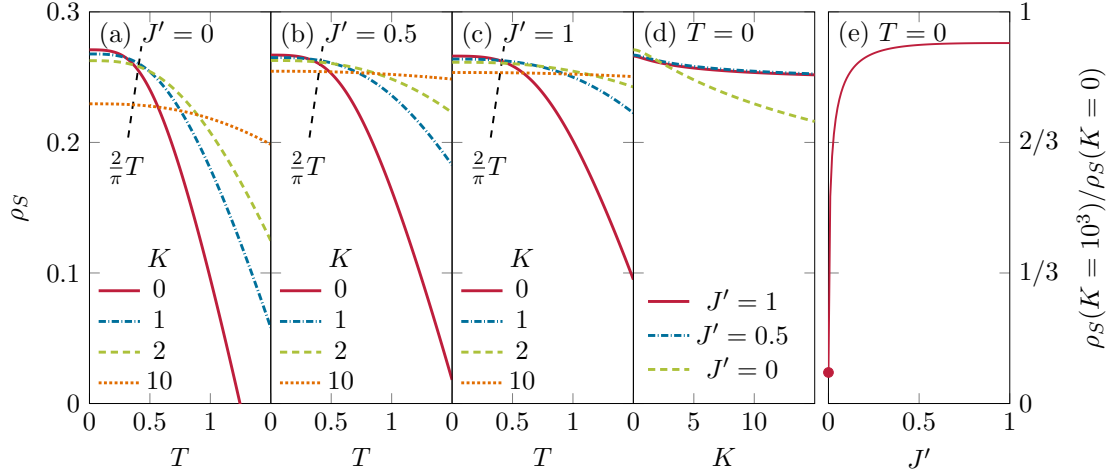 (a) J′ = 0
(b) J′ = 0.5
(c) J′ = 1
(d) T = 0
(e) T = 0
0.3
0.2
0.1
0
ρS
2/π T
2/π T
2/π T
K
0
1
2
10
K
0
1
2
10
K
0
1
2
10
J′ = 1
J′ = 0.5
J′ = 0
1
2/3
1/3
0
ρS(K = 10³)/ρS(K = 0)
0 0.5 1 0 0.5 1 0 0.5 1 0 5 10 0 0.5 1
T T T K J′